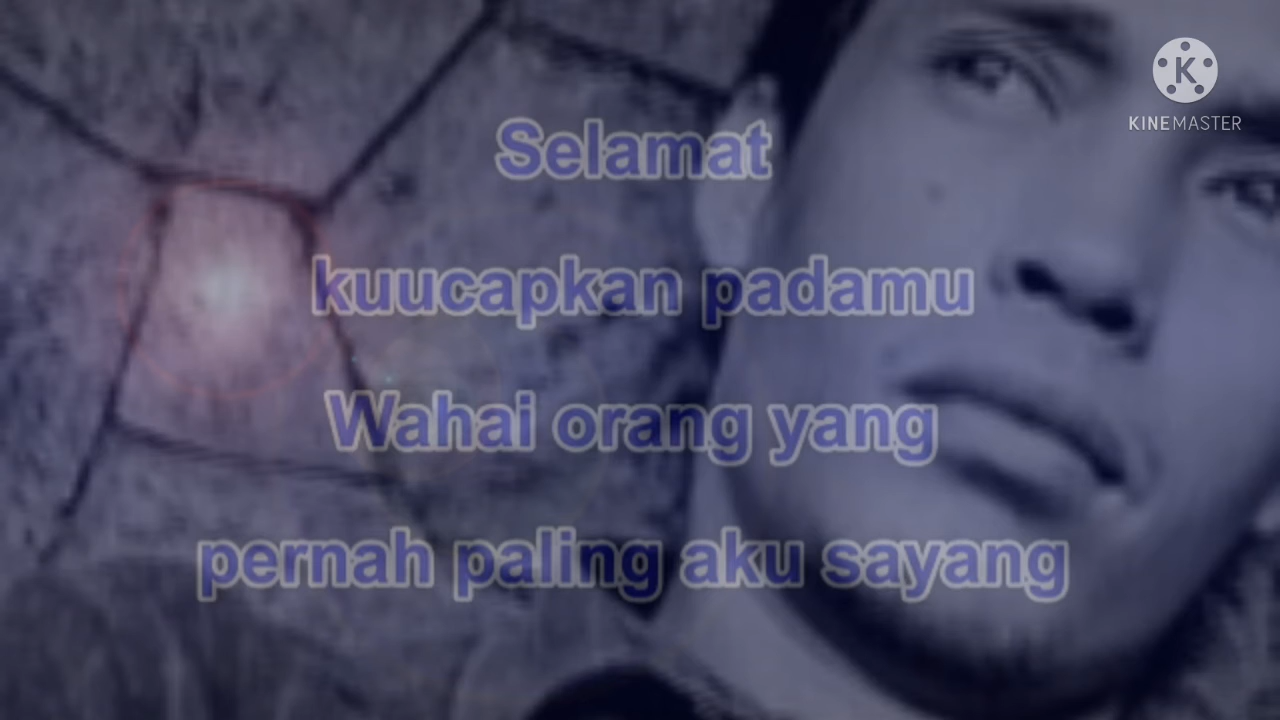 KINEMASTER
Selamat
kuucapkan padamu
Wahai orang yang
pernah paling aku sayang